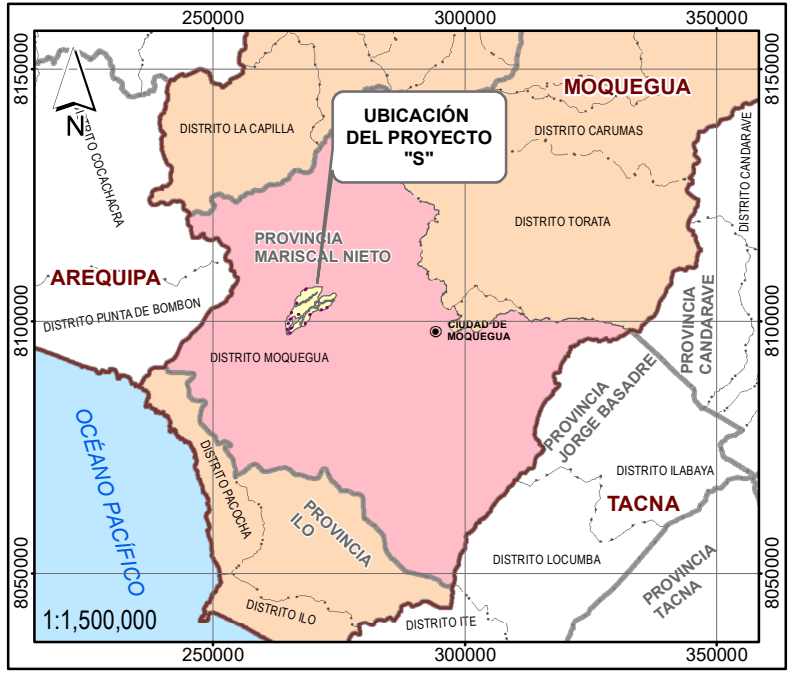 250000
300000
350000
8150000
8150000
N
DISTRITO COCACHACRA
DISTRITO LA CAPILLA
UBICACIÓN
DEL PROYECTO
"S"
MOQUEGUA
DISTRITO CARUMAS
DISTRITO CANDARAVE
DISTRITO TORATA
PROVINCIA
MARISCAL NIETO
AREQUIPA
DISTRITO PUNTA DE BOMBON
8100000
8100000
CIUDAD DE
MOQUEGUA
DISTRITO MOQUEGUA
PROVINCIA
CANDARAVE
PROVINCIA
JORGE BASADRE
OCÉANO PACÍFICO
DISTRITO PACOCHA
PROVINCIA
ILO
DISTRITO ILABAYA
TACNA
DISTRITO LOCUMBA
PROVINCIA
TACNA
8050000
8050000
1:1,500,000
DISTRITO ILO
DISTRITO ITE
250000
300000
350000